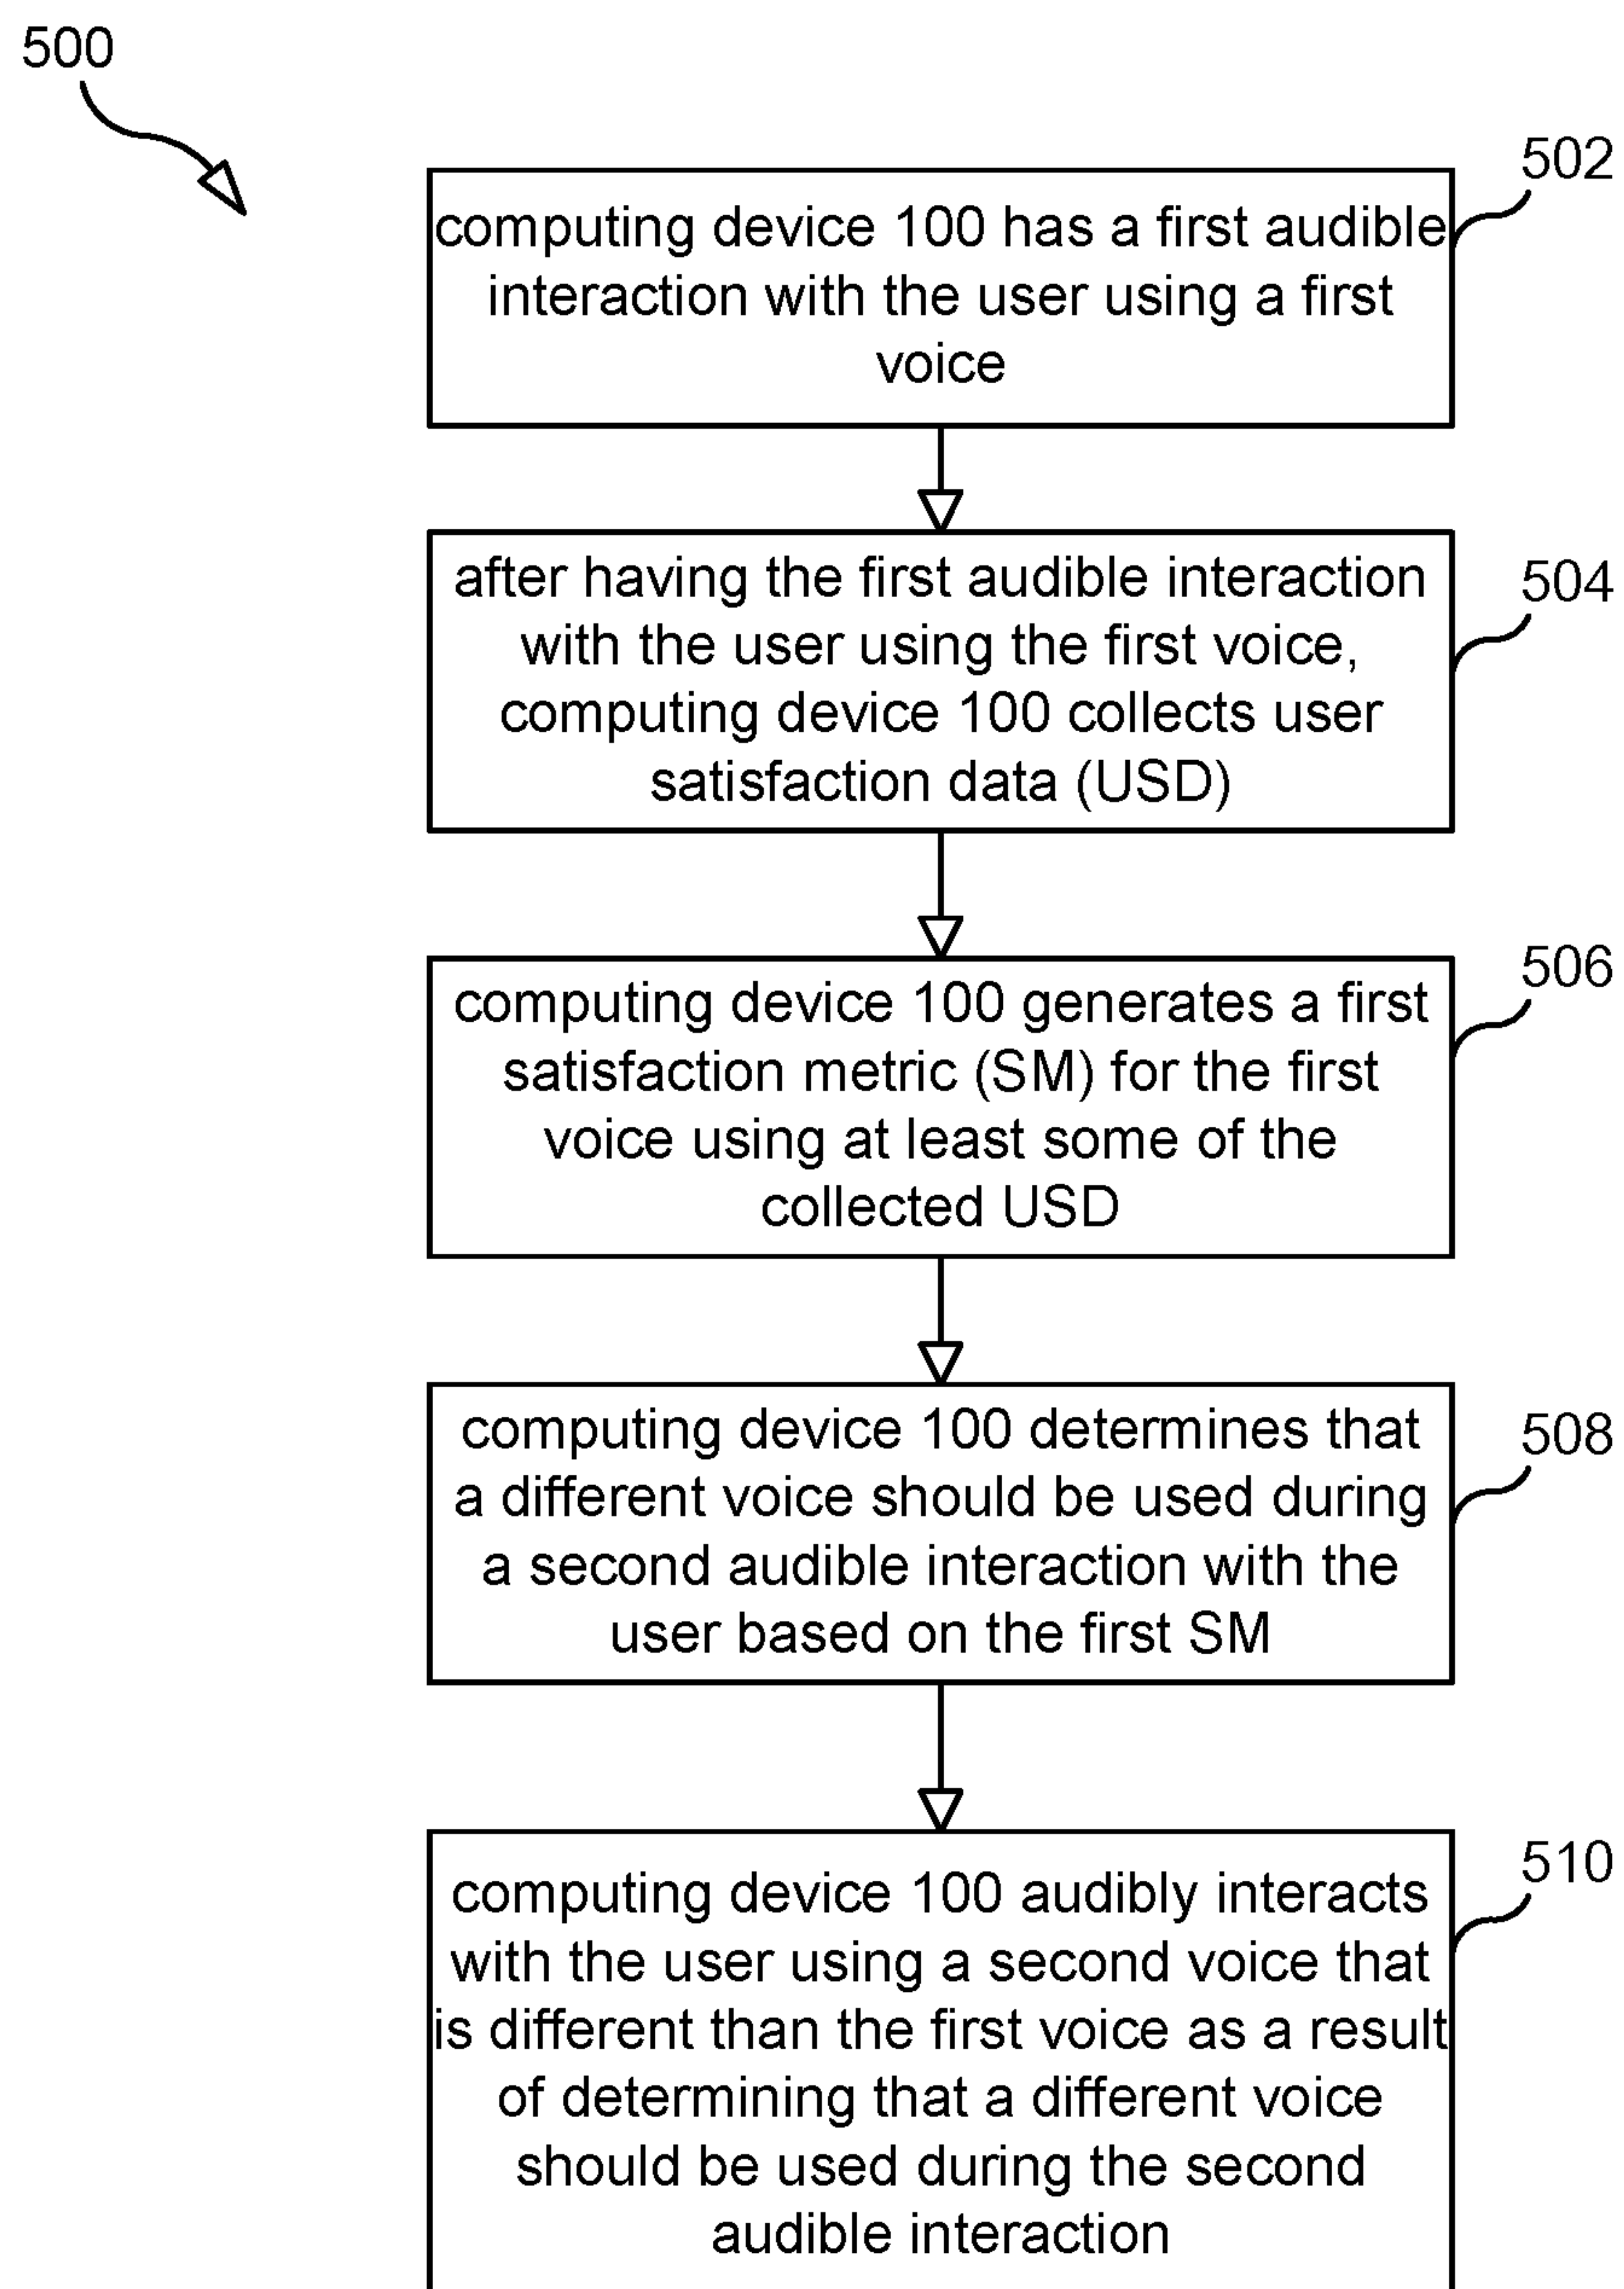 500
502
computing device 100 has a first audible
interaction with the user using a first
voice
504
after having the first audible interaction
with the user using the first voice,
computing device 100 collects user
satisfaction data (USD)
506
computing device 100 generates a first
satisfaction metric (SM) for the first
voice using at least some of the
collected USD
508
computing device 100 determines that
a different voice should be used during
a second audible interaction with the
user based on the first SM
510
computing device 100 audibly interacts
with the user using a second voice that
is different than the first voice as a result
of determining that a different voice
should be used during the second
audible interaction